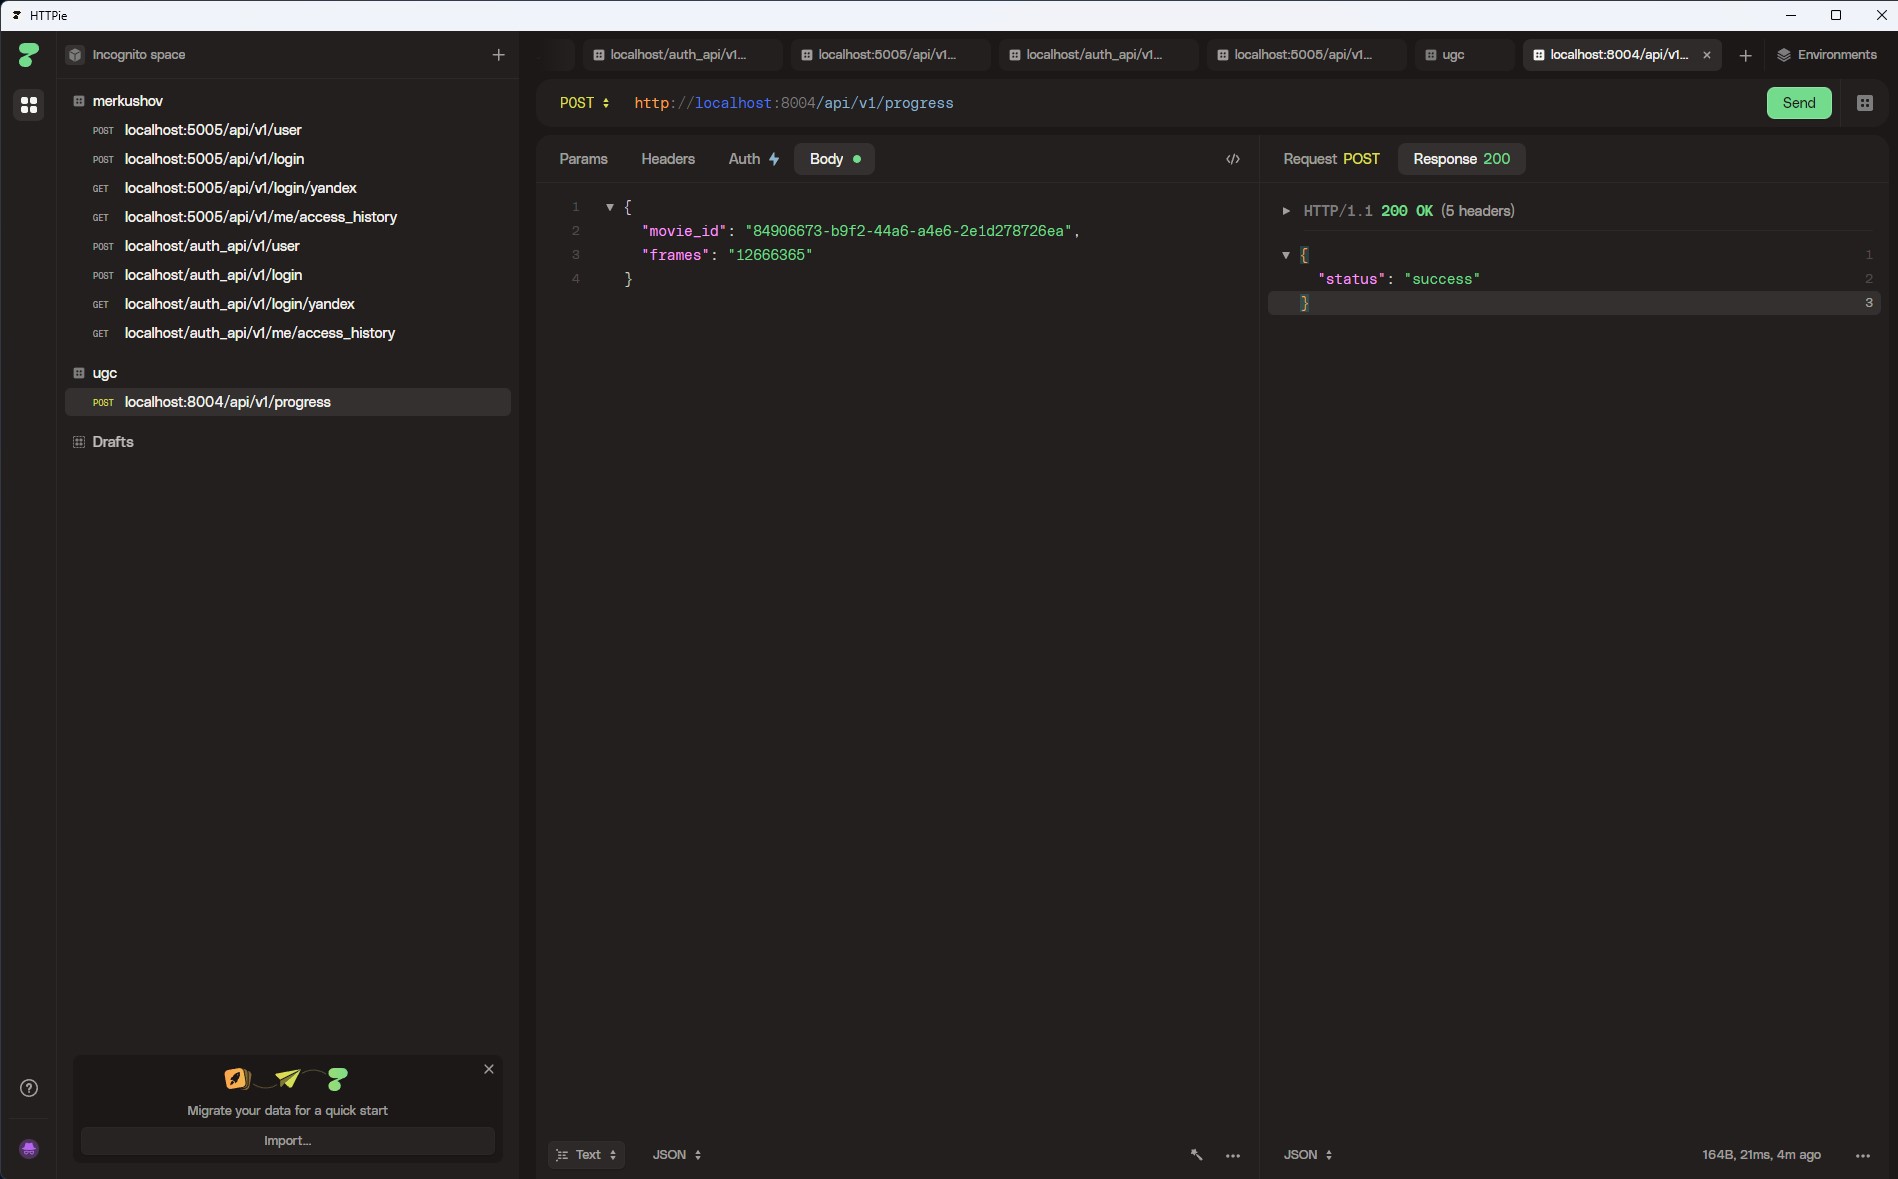 HTTPie
Incognito space
merkushov
POST localhost:5005/api/v1/user
POST localhost:5005/api/v1/login
GET localhost:5005/api/v1/login/yandex
GET localhost:5005/api/v1/me/access_history
POST localhost/auth_api/v1/user
POST localhost/auth_api/v1/login
GET localhost/auth_api/v1/login/yandex
GET localhost/auth_api/v1/me/access_history
ugc
POST localhost:8004/api/v1/progress
Drafts
Migrate your data for a quick start
Import...
localhost/auth_api/v1... localhost:5005/api/v1... localhost/auth_api/v1... localhost:5005/api/v1... ugc localhost:8004/api/v1... Environments
POST http://localhost:8004/api/v1/progress Send
Params Headers Auth Body
1 {
2 "movie_id": "84906673-b9f2-44a6-a4e6-2e1d278726ea",
3 "frames": "12666365"
4 }
Text JSON
Request POST Response 200
HTTP/1.1 200 OK (5 headers)
{ 1
"status": "success" 2
} 3
JSON 164B, 21ms, 4m ago